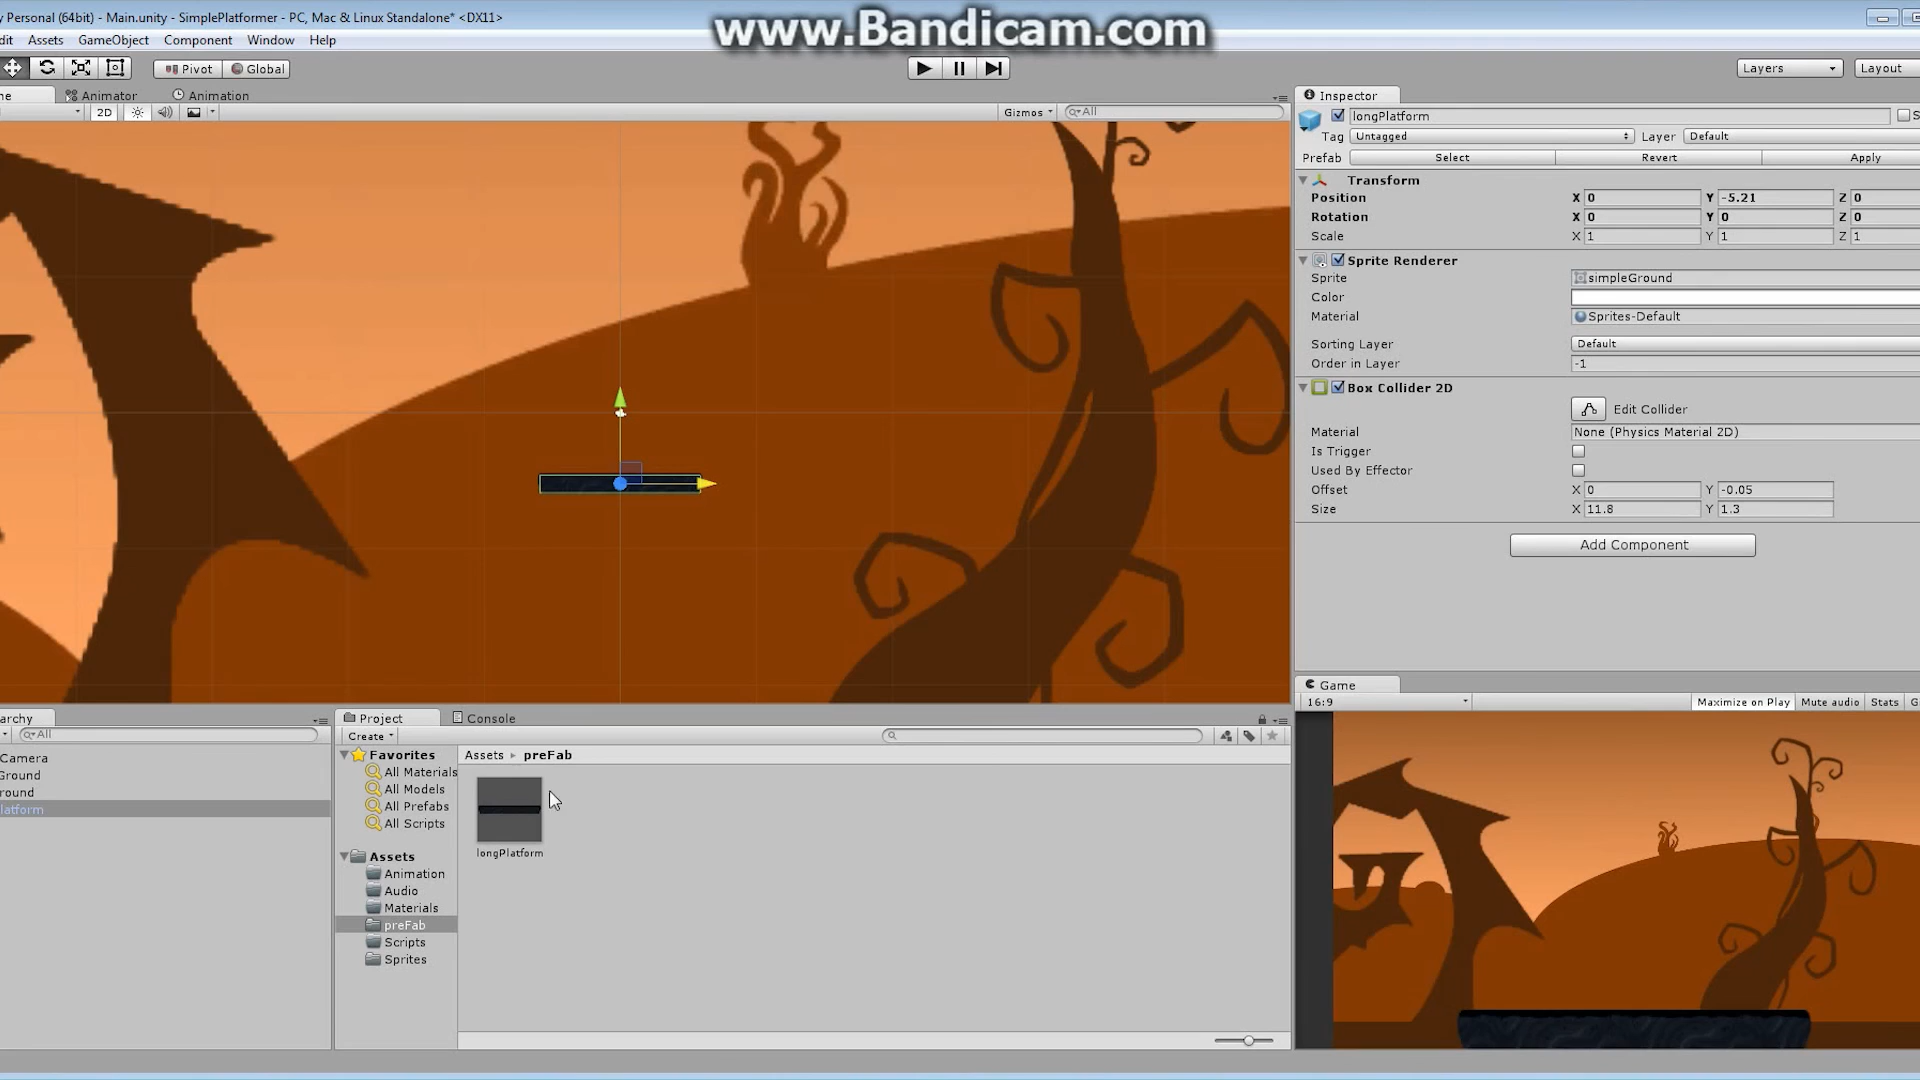 y Personal (64bit) - Main.unity - SimplePlatformer - PC, Mac & Linux Standalone* <DX11>
www.Bandicam.com
dit Assets GameObject Component Window Help
Pivot Global
Layers Layout
ne Animator Animation
2D Gizmos All
Inspector
longPlatform S
Tag Untagged Layer Default
Prefab Select Revert Apply
Transform
Position X 0 Y -5.21 Z 0
Rotation X 0 Y 0 Z 0
Scale X 1 Y 1 Z 1
Sprite Renderer
Sprite simpleGround
Color
Material Sprites-Default
Sorting Layer Default
Order in Layer -1
Box Collider 2D
Edit Collider
Material None (Physics Material 2D)
Is Trigger
Used By Effector
Offset X 0 Y -0.05
Size X 11.8 Y 1.3
Add Component
Game
16:9 Maximize on Play Mute audio Stats G
archy
All
Camera
Ground
round
latform
Project Console
Create
Favorites
All Materials
All Models
All Prefabs
All Scripts
Assets
Animation
Audio
Materials
preFab
Scripts
Sprites
Assets preFab
longPlatform